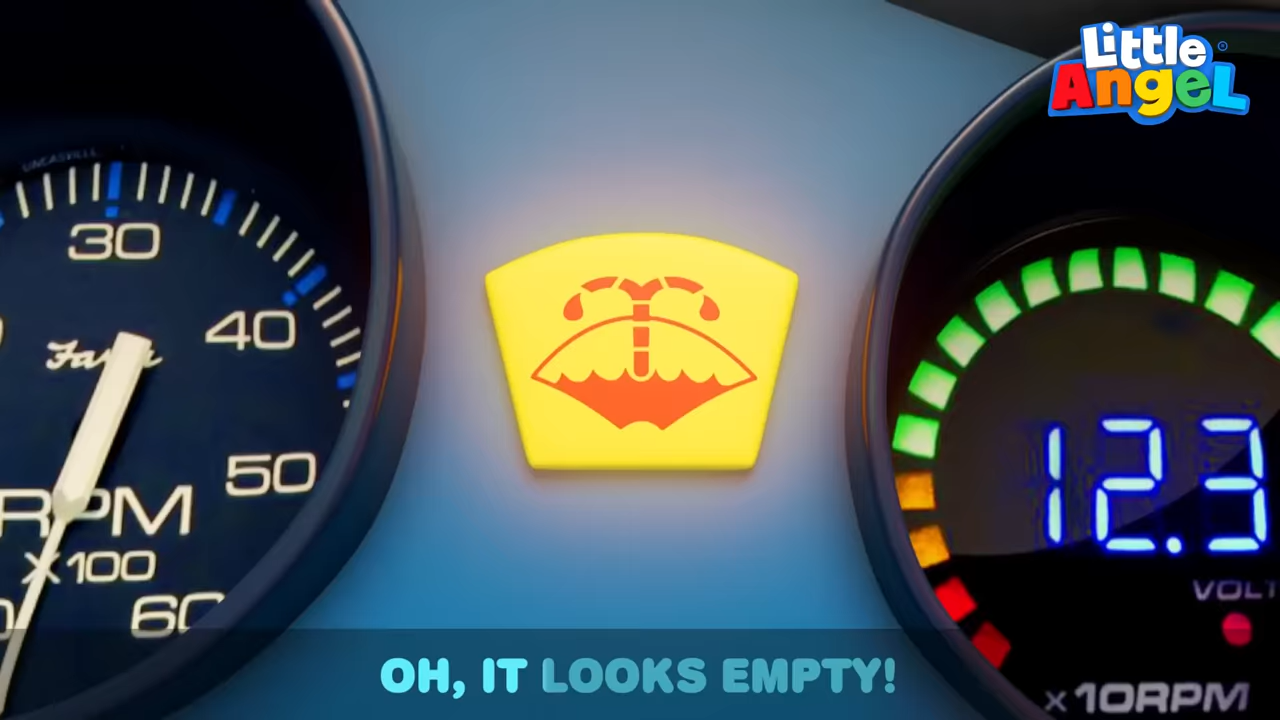 Little
Angel
30
40
50
60
RPM
X100
12.3
VOLT
x10RPM
OH, IT LOOKS EMPTY!